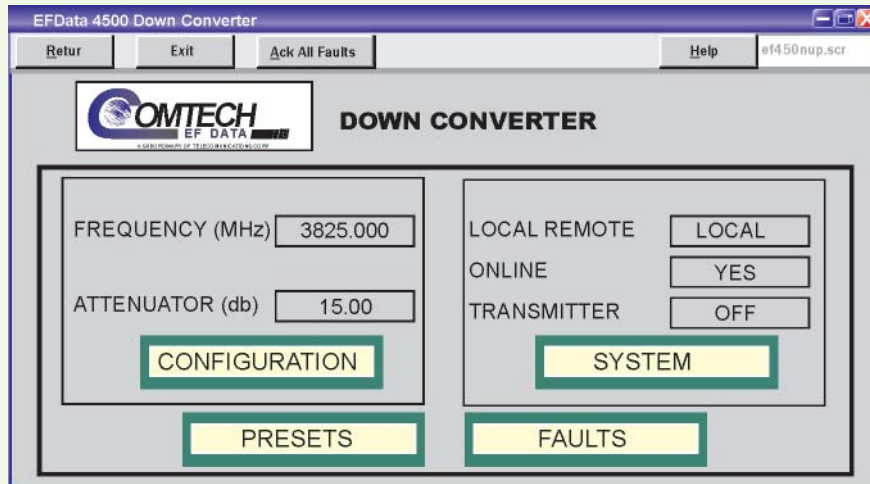 EFData 4500 Down Converter
Retur Exit Ack All Faults Help ef450nup.scr
COMTECH
EF DATA
DOWN CONVERTER
FREQUENCY (MHz) 3825.000
ATTENUATOR (db) 15.00
CONFIGURATION
LOCAL REMOTE LOCAL
ONLINE YES
TRANSMITTER OFF
SYSTEM
PRESETS
FAULTS